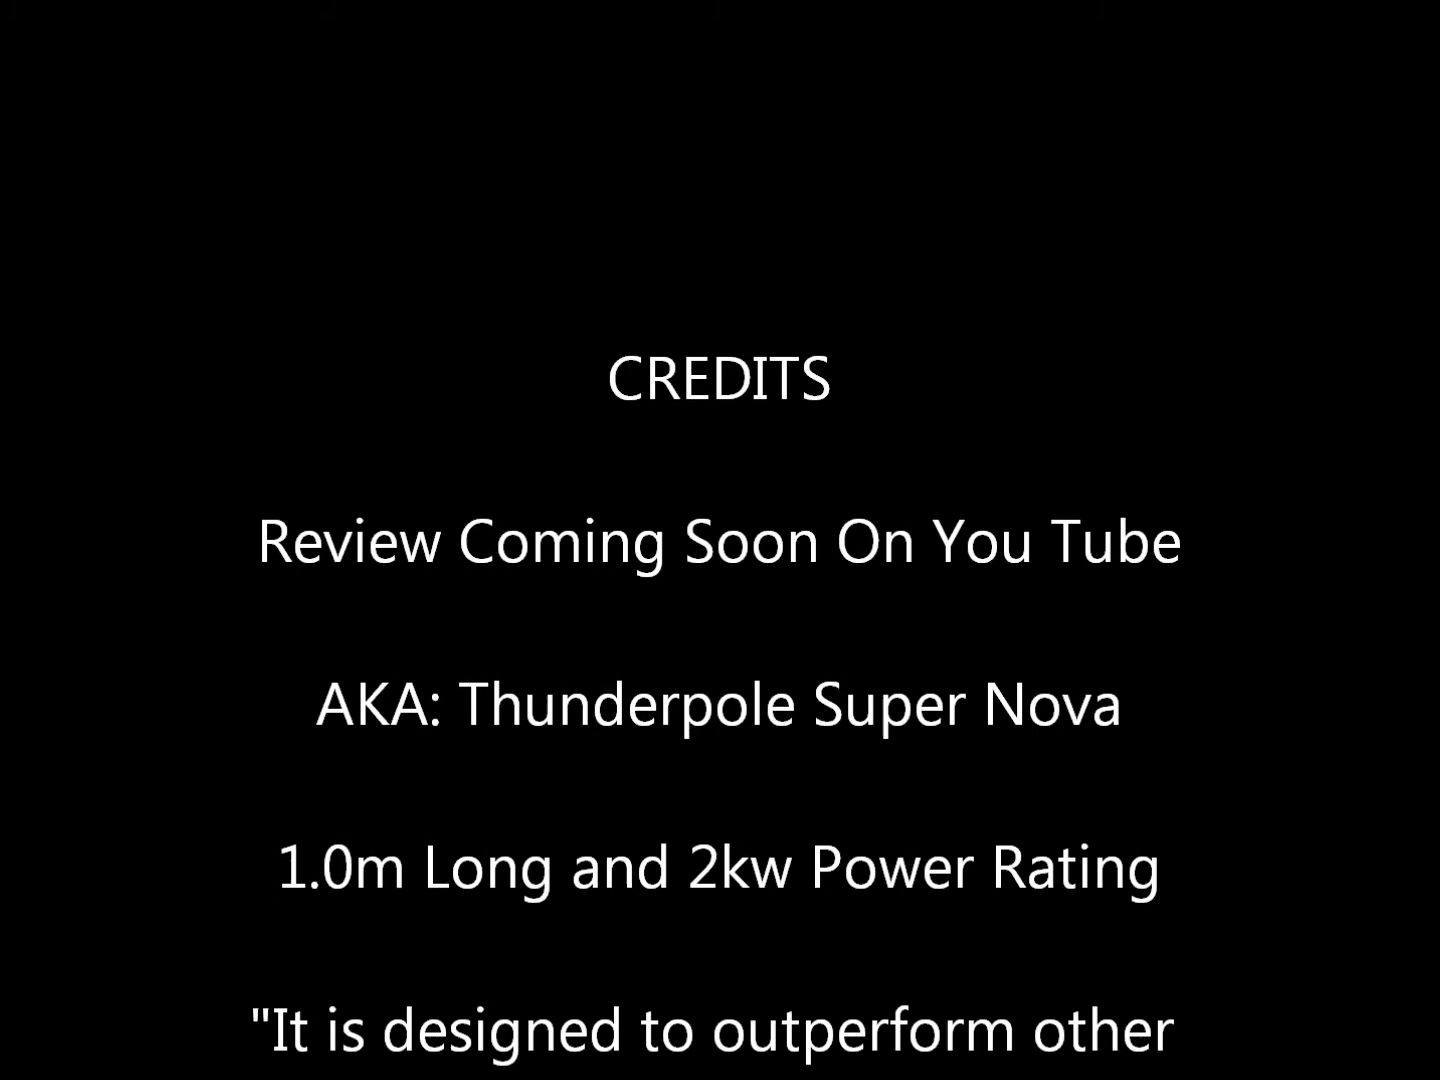 CREDITS
Review Coming Soon On You Tube
AKA: Thunderpole Super Nova
1.0m Long and 2kw Power Rating
"It is designed to outperform other